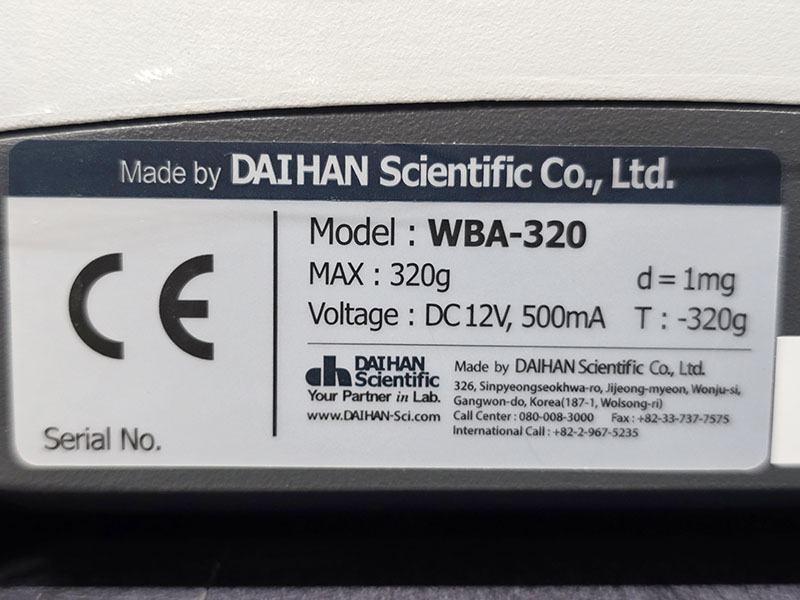 Made by DAIHAN Scientific Co., Ltd.
CE
Serial No.
Model : WBA-320
MAX : 320g d=1mg
Voltage : DC 12V, 500mA T : -320g
dh DAIHAN Scientific
Your Partner in Lab.
www.DAIHAN-Sci.com
Made by DAIHAN Scientific Co., Ltd.
326, Sinpyeongseokhwa-ro, Jijeong-myeon, Wonju-si,
Gangwon-do, Korea(187-1, Wolsong-ri)
Call Center : 080-008-3000 Fax : +82-33-737-7575
International Call : +82-2-967-5235